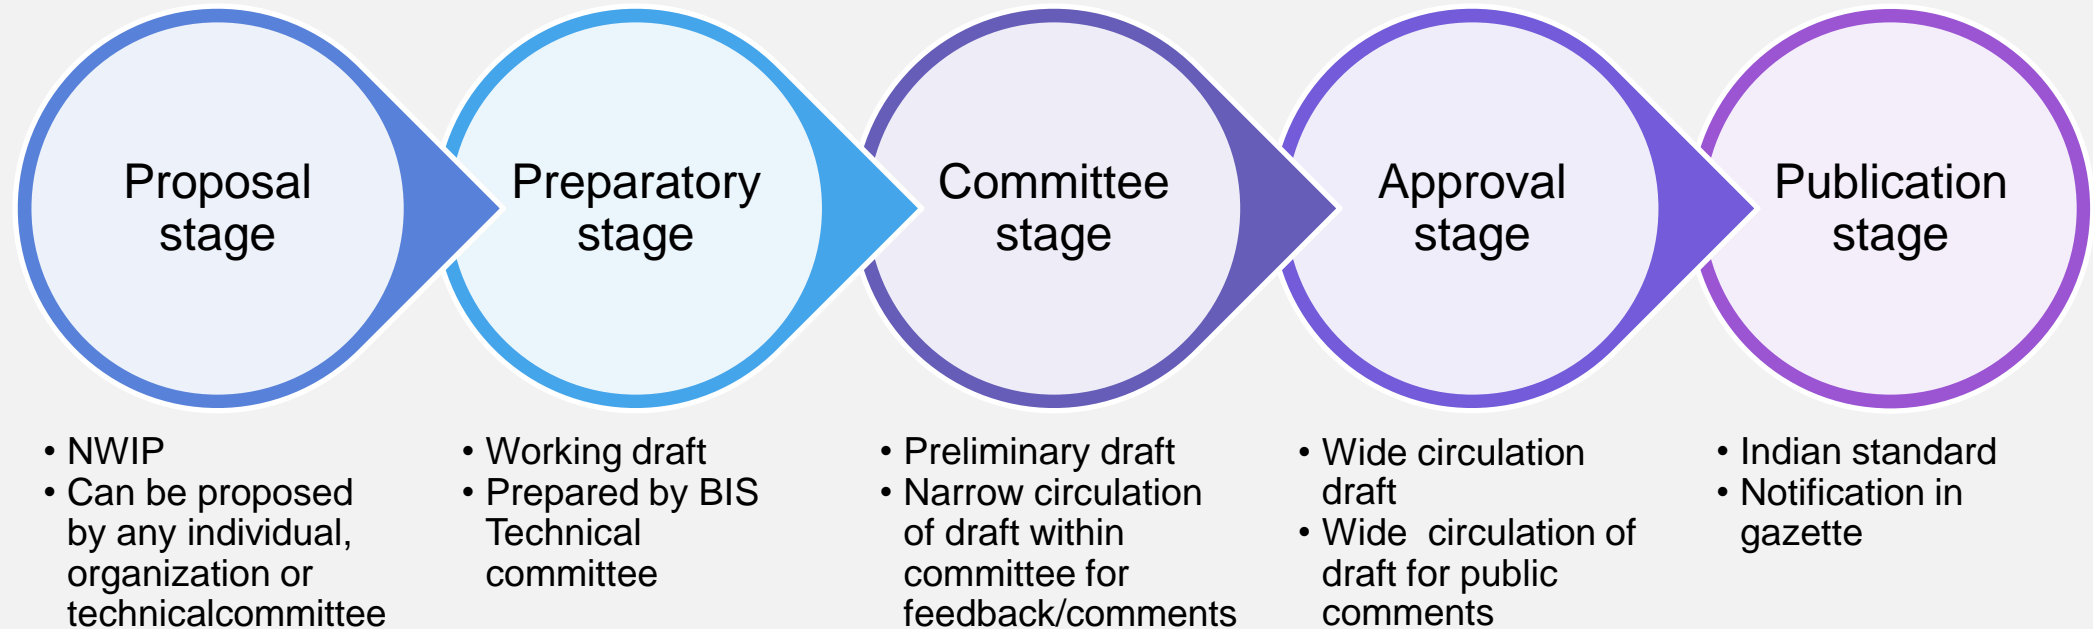 Proposal
stage
Preparatory
stage
Committee
stage
Approval
stage
Publication
stage
• NWIP
• Can be proposed
by any individual,
organization or
technicalcommittee
• Working draft
• Prepared by BIS
Technical
committee
• Preliminary draft
• Narrow circulation
of draft within
committee for
feedback/comments
• Wide circulation
draft
• Wide  circulation of
draft for public
comments
• Indian standard
• Notification in
gazette